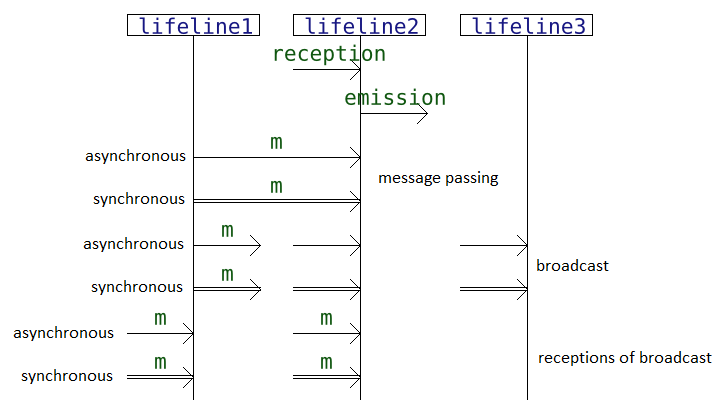 lifeline1 lifeline2 lifeline3
reception
emission
m
asynchronous
message passing
m
synchronous
m
asynchronous
broadcast
m
synchronous
m m
asynchronous
receptions of broadcast
m m
synchronous